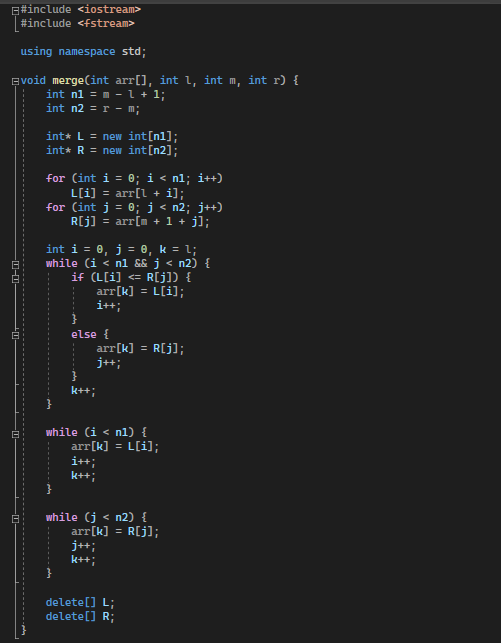 #include <iostream>
#include <fstream>

using namespace std;

void merge(int arr[], int l, int m, int r) {
    int n1 = m - l + 1;
    int n2 = r - m;

    int* L = new int[n1];
    int* R = new int[n2];

    for (int i = 0; i < n1; i++)
        L[i] = arr[l + i];
    for (int j = 0; j < n2; j++)
        R[j] = arr[m + 1 + j];

    int i = 0, j = 0, k = l;
    while (i < n1 && j < n2) {
        if (L[i] <= R[j]) {
            arr[k] = L[i];
            i++;
        }
        else {
            arr[k] = R[j];
            j++;
        }
        k++;
    }

    while (i < n1) {
        arr[k] = L[i];
        i++;
        k++;
    }

    while (j < n2) {
        arr[k] = R[j];
        j++;
        k++;
    }

    delete[] L;
    delete[] R;
}